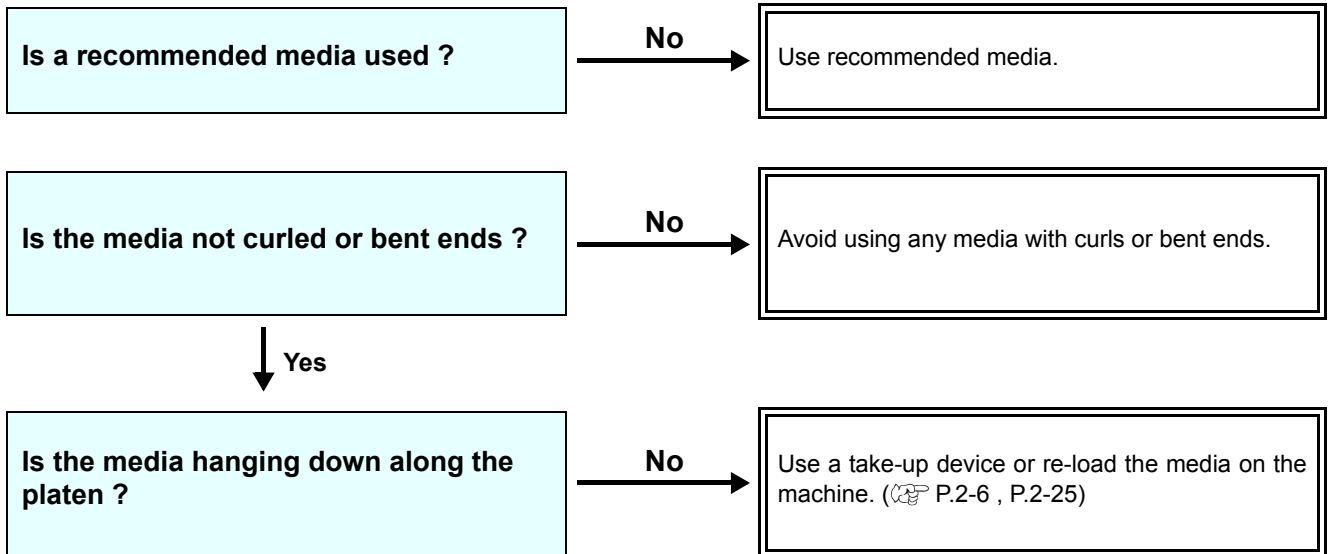 Is a recommended media used ?
No
Use recommended media.
Is the media not curled or bent ends ?
No
Avoid using any media with curls or bent ends.
Yes
Is the media hanging down along the
platen ?
No
Use a take-up device or re-load the media on the
machine. (☞ P.2-6 , P.2-25)